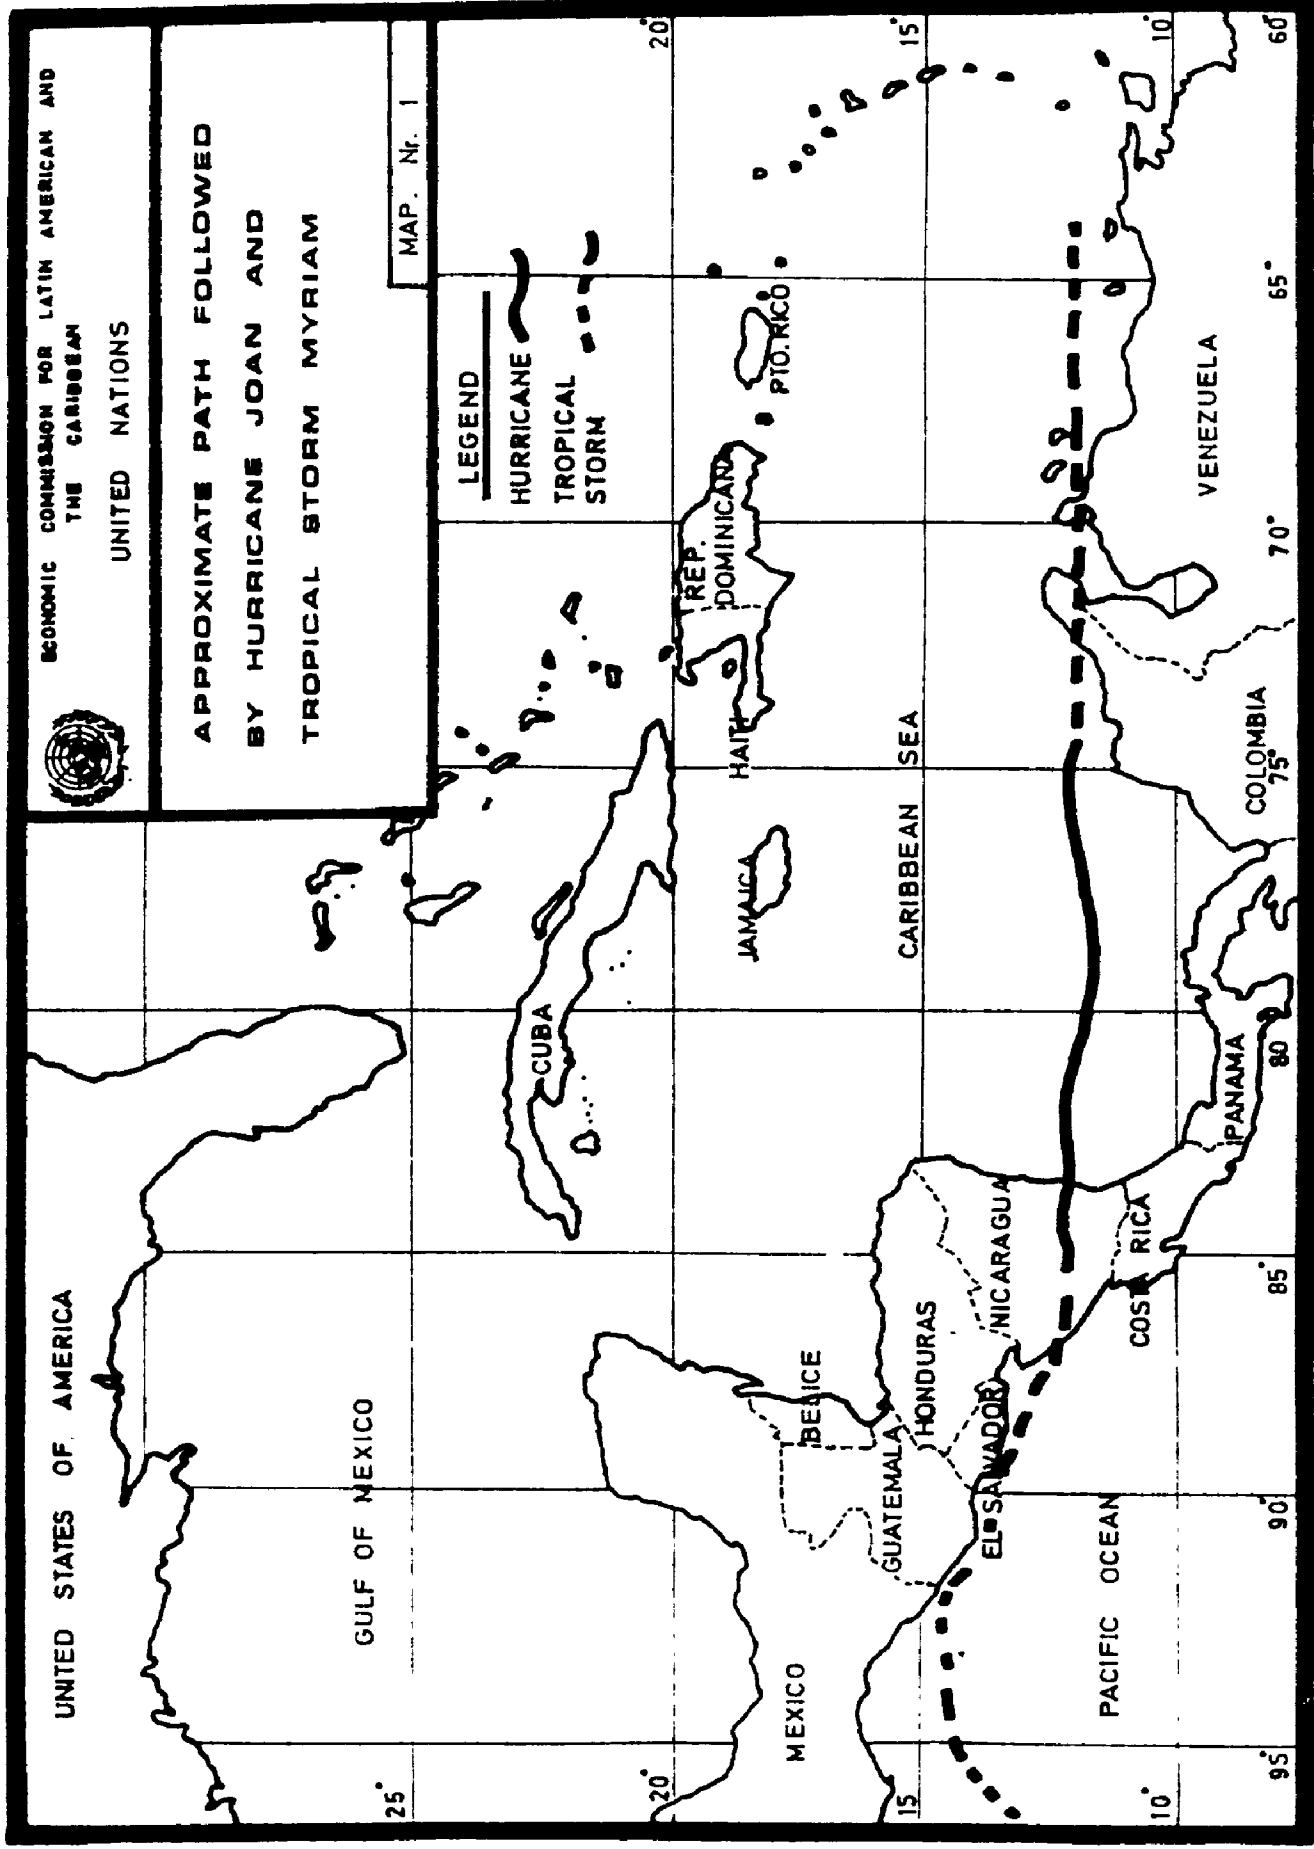 ECONOMIC COMMISSION FOR LATIN AMERICAN AND
THE CARIBBEAN
UNITED NATIONS
APPROXIMATE PATH FOLLOWED
BY HURRICANE JOAN AND
TROPICAL STORM MYRIAM
MAP. Nr. 1
LEGEND
HURRICANE
TROPICAL
STORM
UNITED STATES OF AMERICA
GULF OF MEXICO
CUBA
REP.
DOMINICANA
PTO. RICO
HAITI
JAMAICA
MEXICO
BELICE
CARIBBEAN SEA
GUATEMALA
HONDURAS
EL SALVADOR
NICARAGUA
PACIFIC OCEAN
COSTA RICA
PANAMA
VENEZUELA
COLOMBIA
25°
20°
20°
15
15°
10°
10°
95°
90°
85°
80
75°
70°
65°
60°